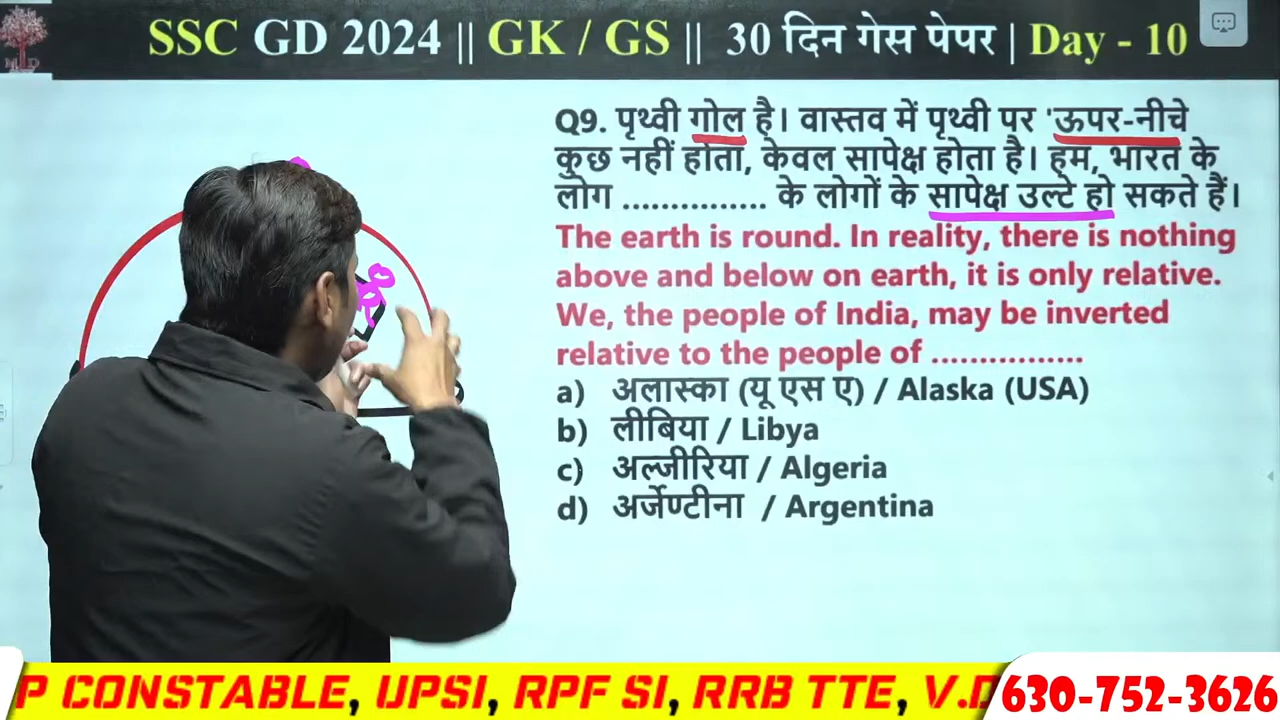 SSC GD 2024 || GK / GS || 30 दिन गेस पेपर | Day - 10
Q9. पृथ्वी गोल है। वास्तव में पृथ्वी पर 'ऊपर-नीचे
कुछ नहीं होता, केवल सापेक्ष होता है। हम, भारत के
लोग ............... के लोगों के सापेक्ष उल्टे हो सकते हैं।
The earth is round. In reality, there is nothing
above and below on earth, it is only relative.
We, the people of India, may be inverted
relative to the people of ................
a) अलास्का (यू एस ए) / Alaska (USA)
b) लीबिया / Libya
c) अल्जीरिया / Algeria
d) अर्जेण्टीना / Argentina
P CONSTABLE, UPSI, RPF SI, RRB TTE, V.D
630-752-3626